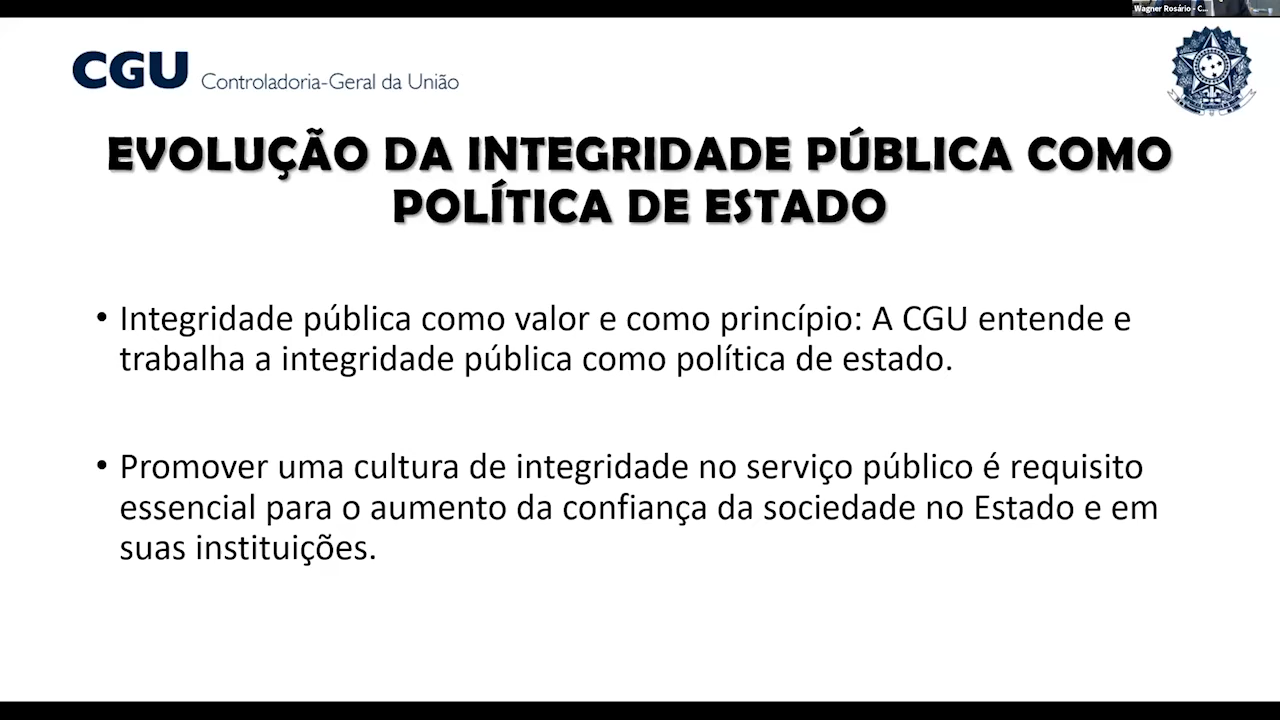 Wagner Rosário - C...
CGU Controladoria-Geral da União
EVOLUÇÃO DA INTEGRIDADE PÚBLICA COMO
POLÍTICA DE ESTADO
• Integridade pública como valor e como princípio: A CGU entende e
trabalha a integridade pública como política de estado.
• Promover uma cultura de integridade no serviço público é requisito
essencial para o aumento da confiança da sociedade no Estado e em
suas instituições.